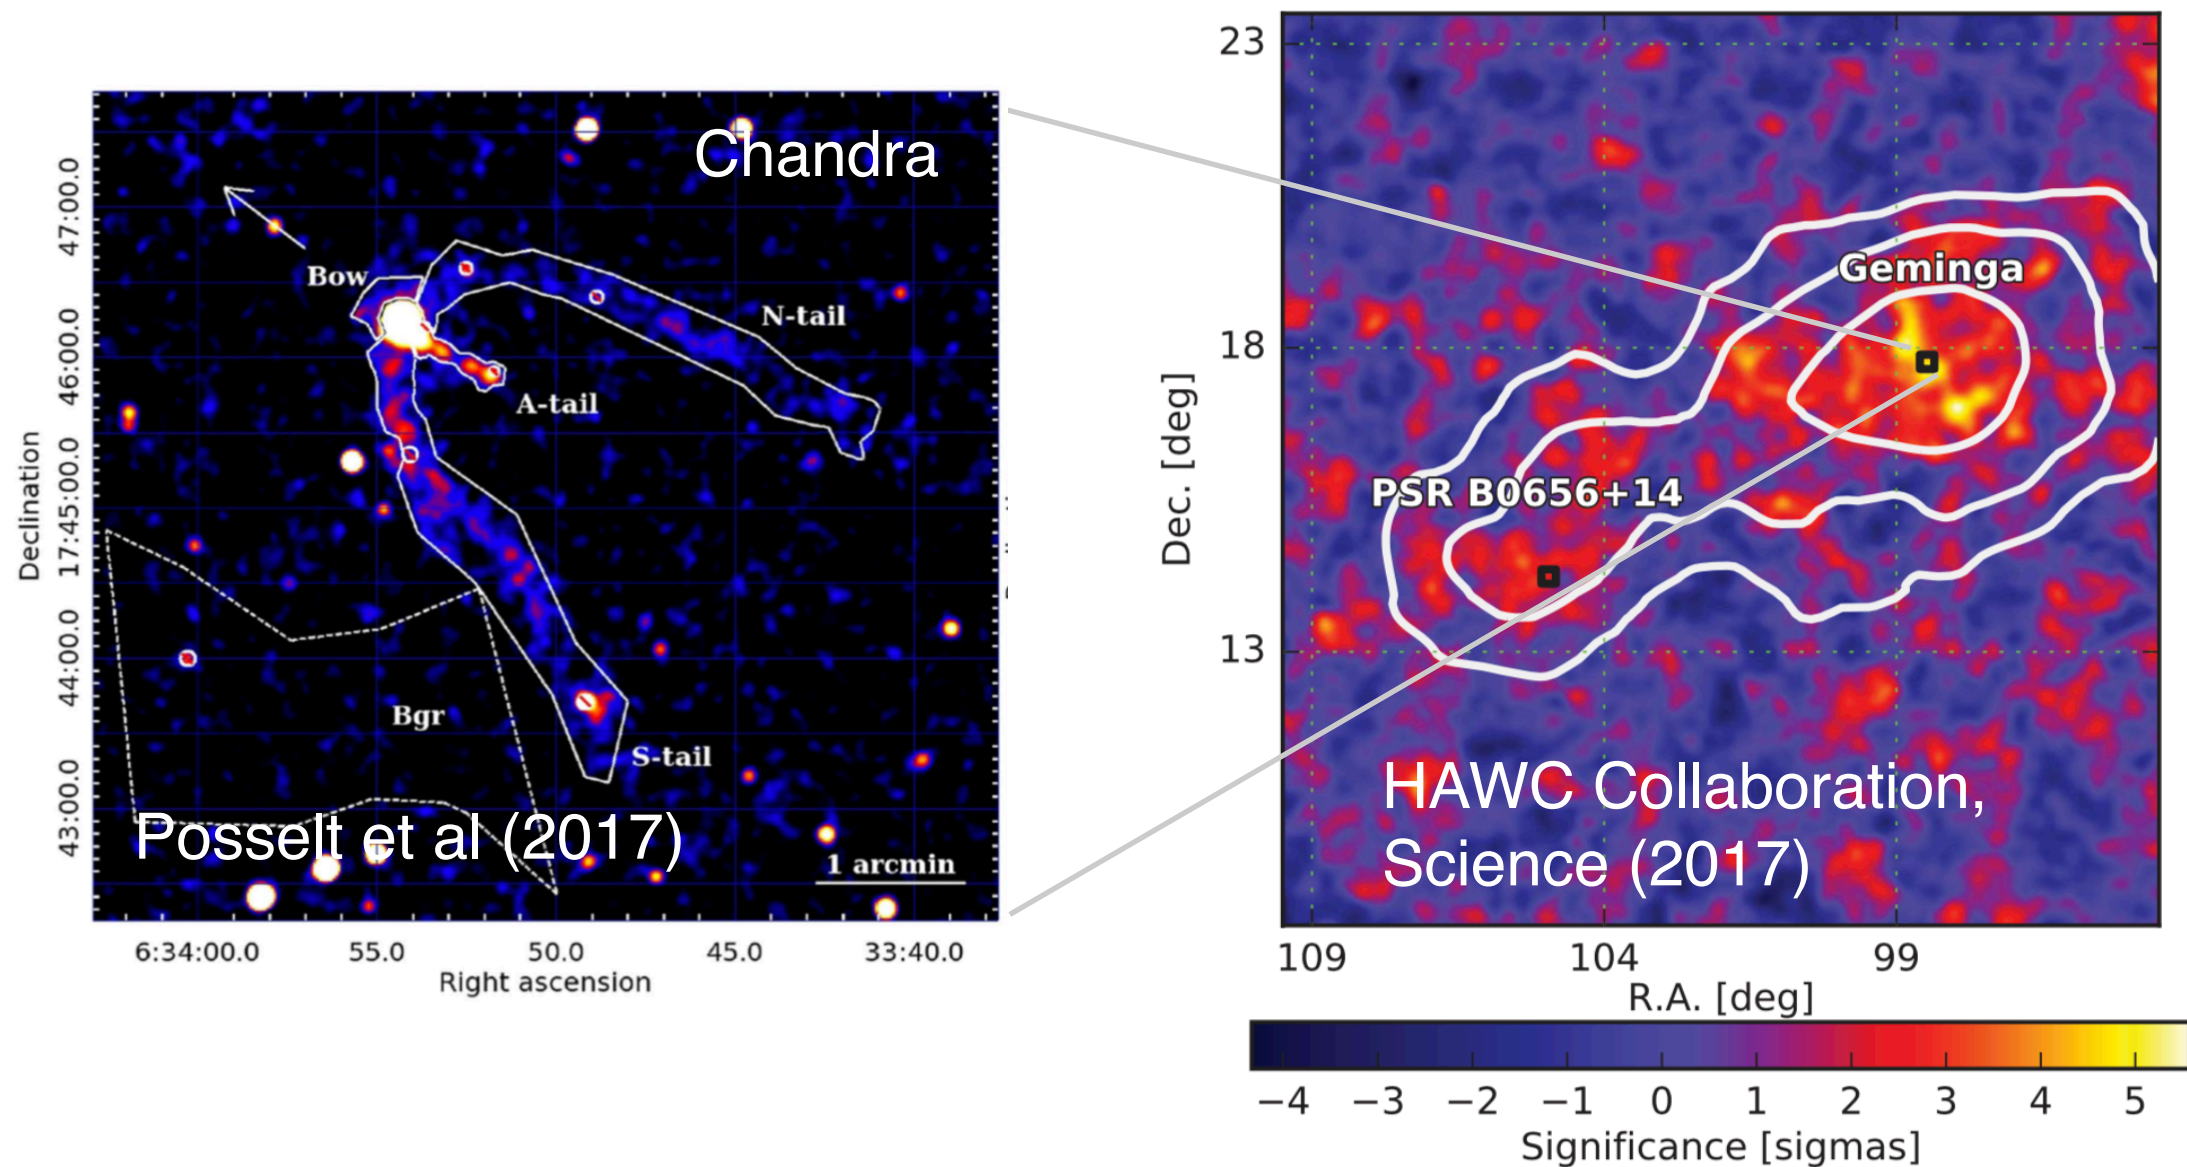 Chandra
47:00.0
Bow
N-tail
46:00.0
A-tail
Declination
17:45:00.0
44:00.0
Bgr
S-tail
43:00.0
Posselt et al (2017)
1 arcmin
6:34:00.0 55.0 50.0 45.0 33:40.0
Right ascension
23
Geminga
18
PSR B0656+14
Dec. [deg]
13
HAWC Collaboration,
Science (2017)
109 104 99
R.A. [deg]
−4 −3 −2 −1 0 1 2 3 4 5
Significance [sigmas]